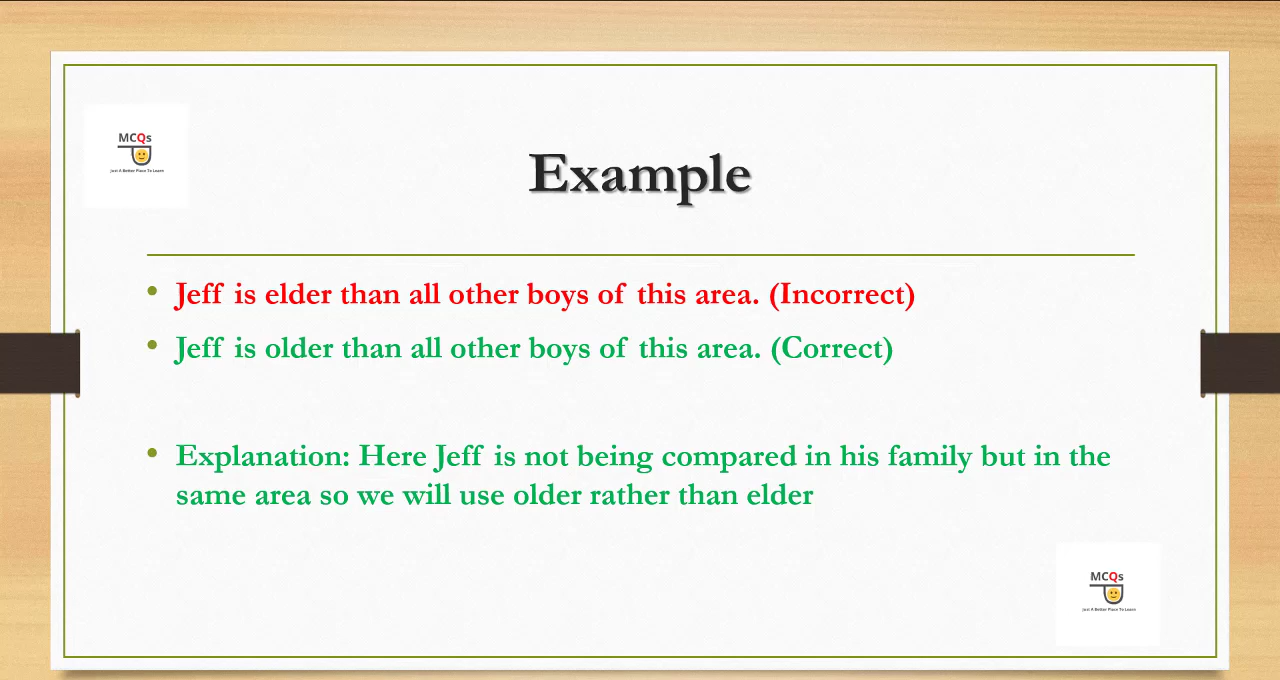 MCQs
Just A Better Place To Learn
Example
• Jeff is elder than all other boys of this area. (Incorrect)
• Jeff is older than all other boys of this area. (Correct)
• Explanation: Here Jeff is not being compared in his family but in the
same area so we will use older rather than elder
MCQs
Just A Better Place To Learn